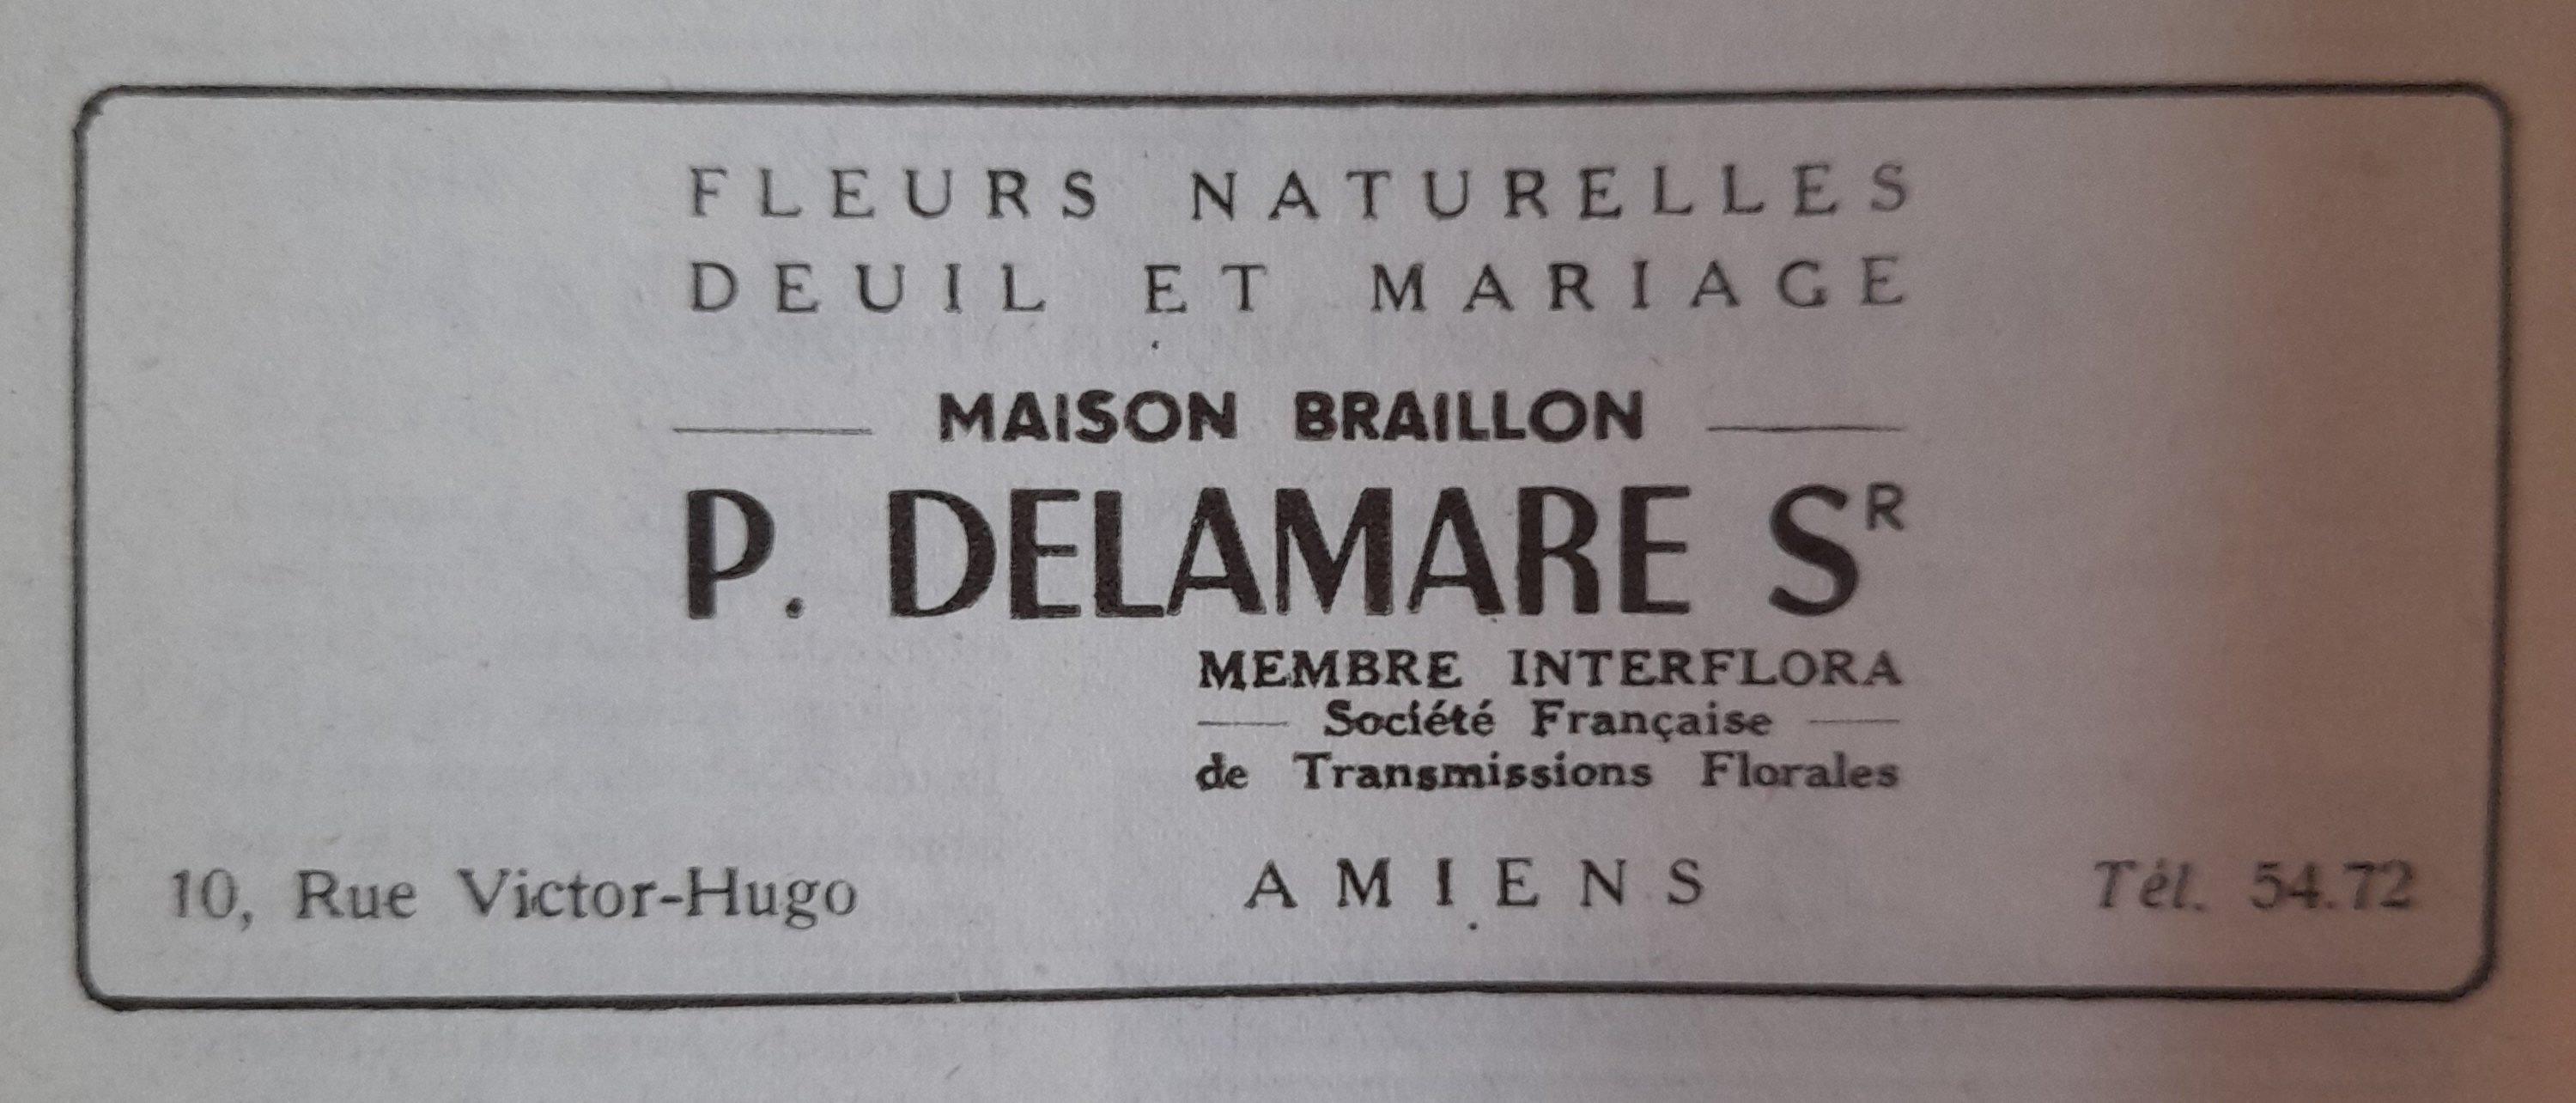 FLEURS NATURELLES
DEUIL ET MARIAGE
MAISON BRAILLON
P. DELAMARE SR
MEMBRE INTERFLORA
Société Française
de Transmissions Florales
10, Rue Victor-Hugo AMIENS Tél. 54.72